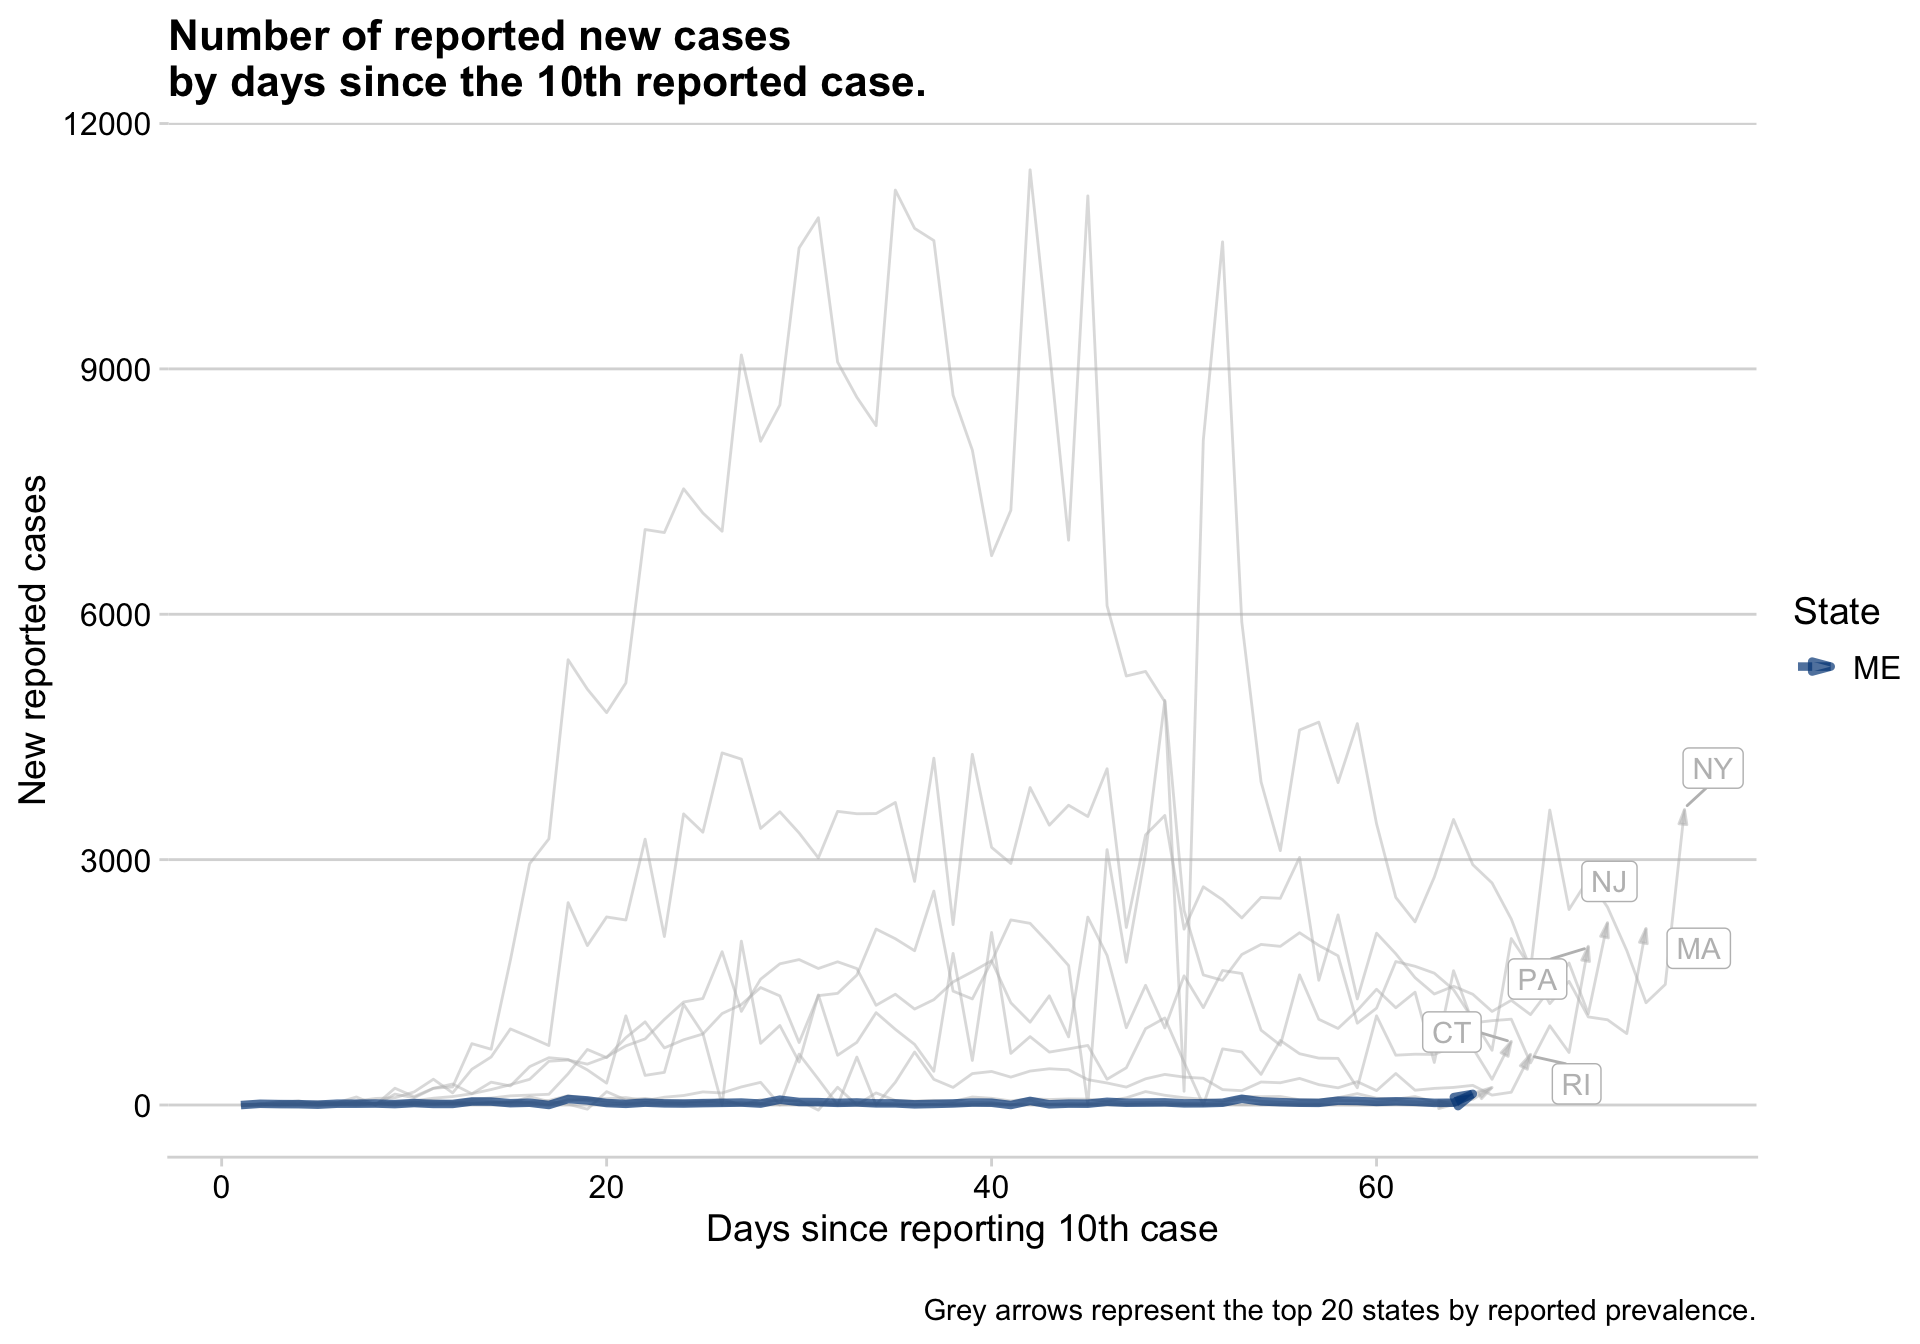 Number of reported new cases
by days since the 10th reported case.
12000
9000
6000
3000
0
New reported cases
NY
NJ
MA
PA
CT
RI
State
ME
0
20
40
60
Days since reporting 10th case
Grey arrows represent the top 20 states by reported prevalence.